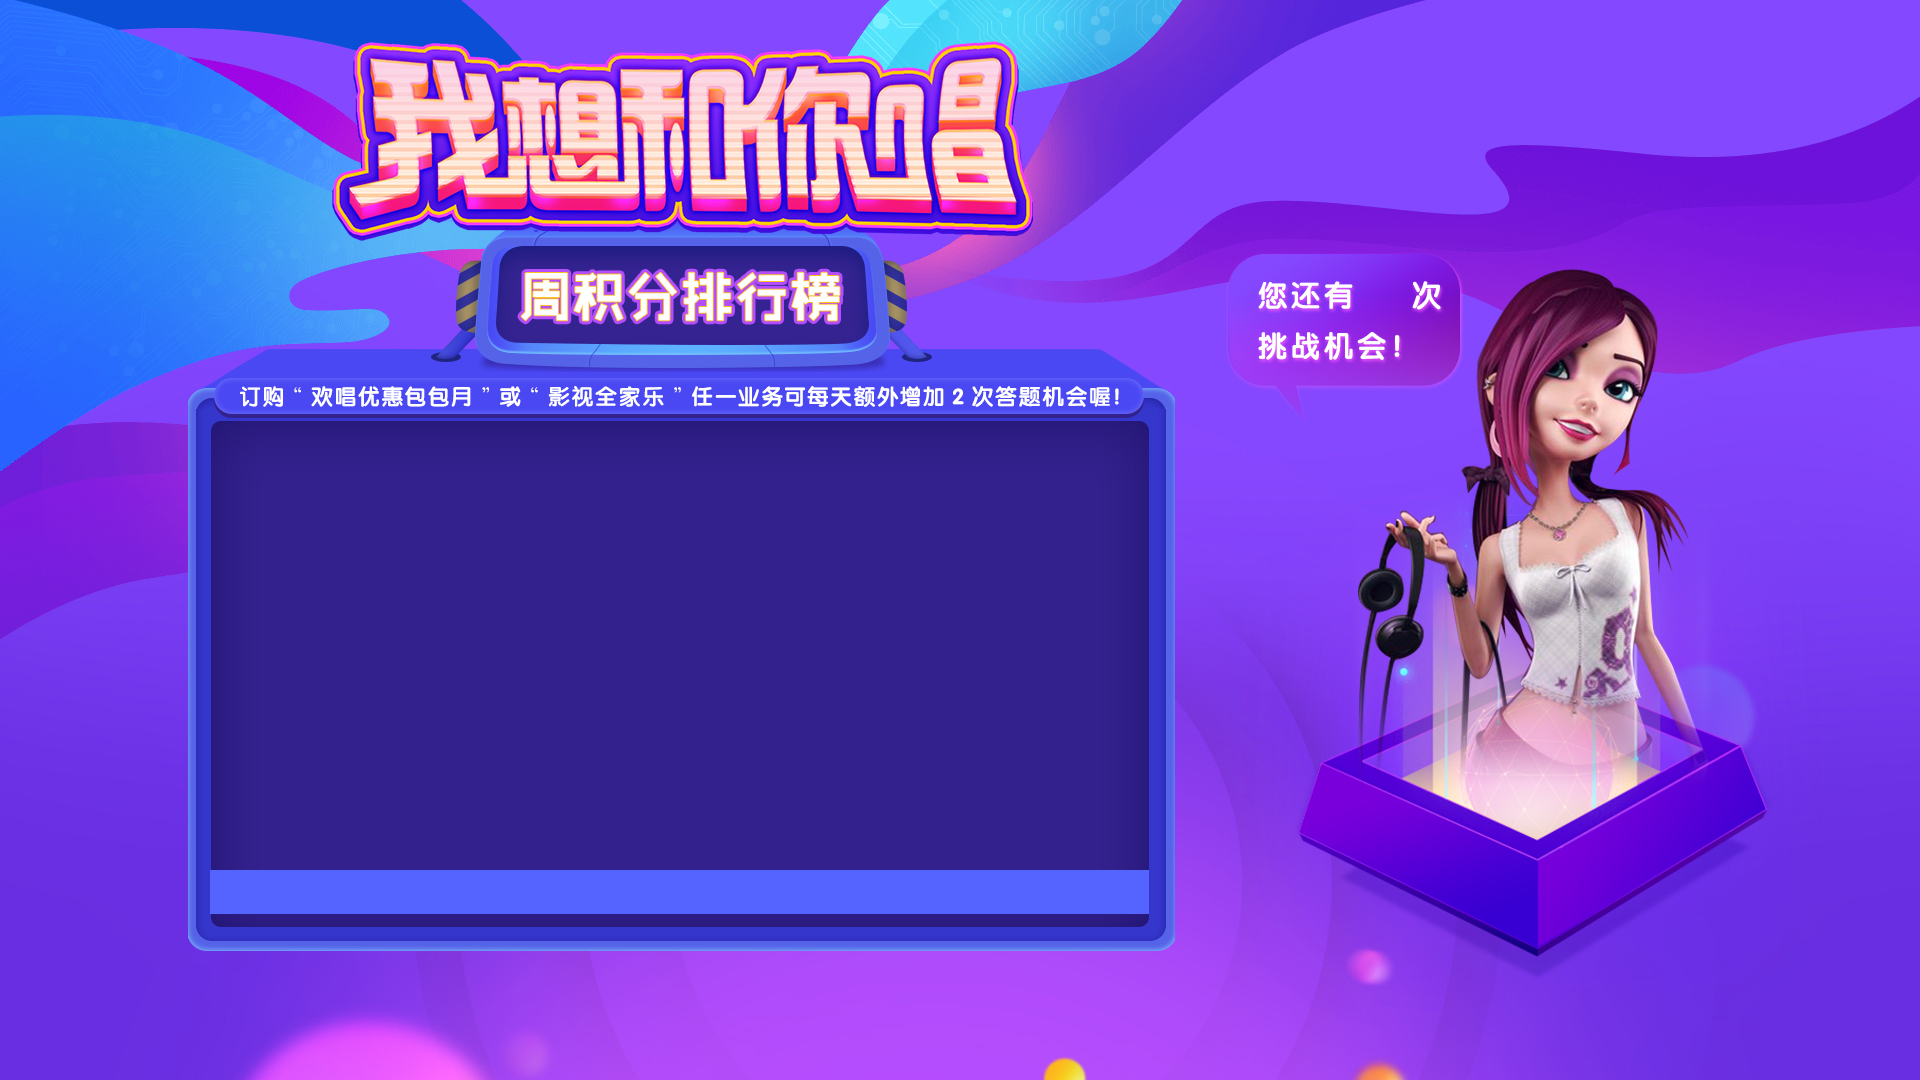 我想和你唱
周积分排行榜
您还有 次
挑战机会!
订购“欢唱优惠包包月”或“影视全家乐”任一业务可每天额外增加 2 次答题机会喔!